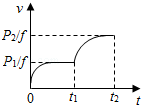 v
P₂/f
P₁/f
0 t₁ t₂ t